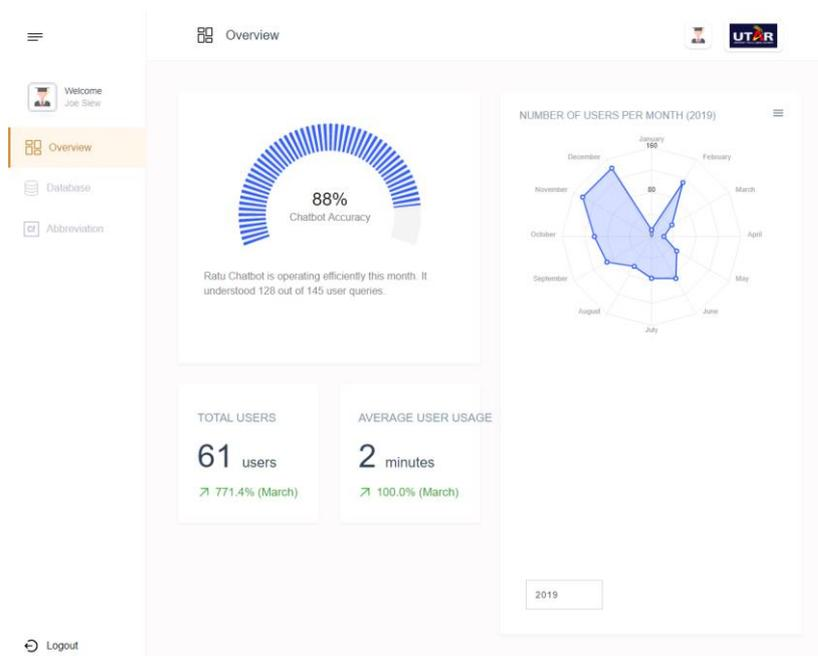 Overview
UTAR
Welcome
Joe Siew
Overview
Database
Abbreviation
Logout
88%
Chatbot Accuracy
Ratu Chatbot is operating efficiently this month. It
understood 128 out of 145 user queries.
TOTAL USERS
61 users
771.4% (March)
AVERAGE USER USAGE
2 minutes
100.0% (March)
NUMBER OF USERS PER MONTH (2019)
January
160
December
February
November
80
March
October
April
September
May
August
June
July
2019